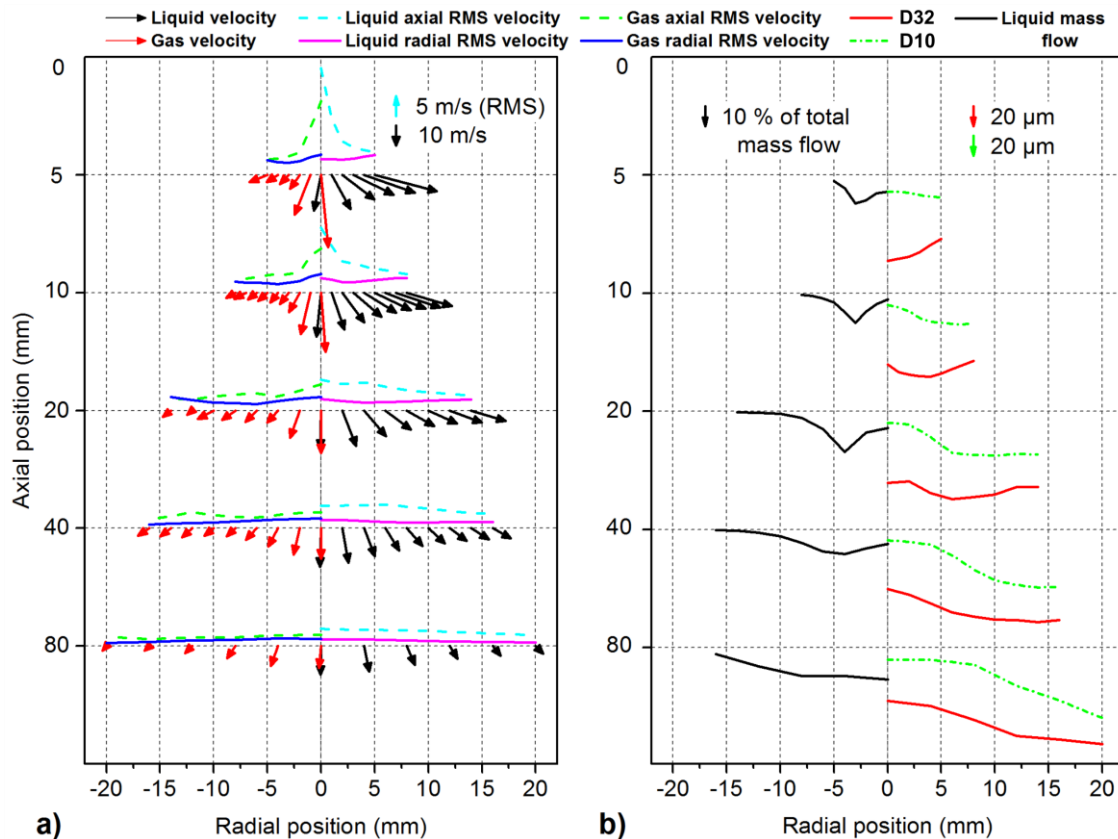 Liquid velocity
Gas velocity
Liquid axial RMS velocity
Liquid radial RMS velocity
Gas axial RMS velocity
Gas radial RMS velocity
D32
D10
Liquid mass
flow
0
5
10
20
40
80
Axial position (mm)
5 m/s (RMS)
10 m/s
-20 -15 -10 -5 0 5 10 15 20
a)
Radial position (mm)
0
5
10
20
40
80
10 % of total
mass flow
20 µm
20 µm
-20 -15 -10 -5 0 5 10 15 20
b)
Radial position (mm)